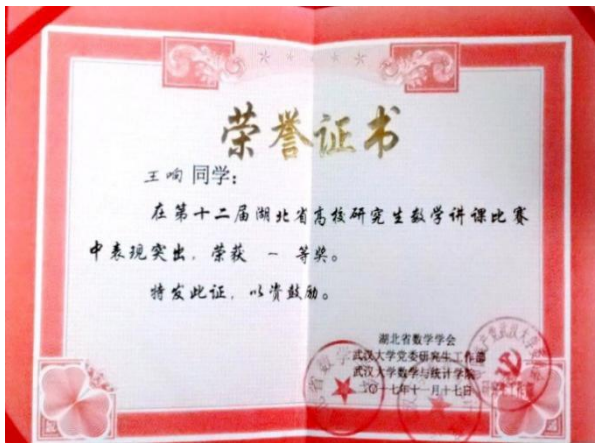 荣誉证书
王响 同学：
在第十二届湖北省高校研究生数学讲课比赛
中表现突出，荣获 一 等奖。
特发此证，以资鼓励。
湖北省数学学会
武汉大学党委研究生工作部
武汉大学数学与统计学院
二〇一七年十一月十七日